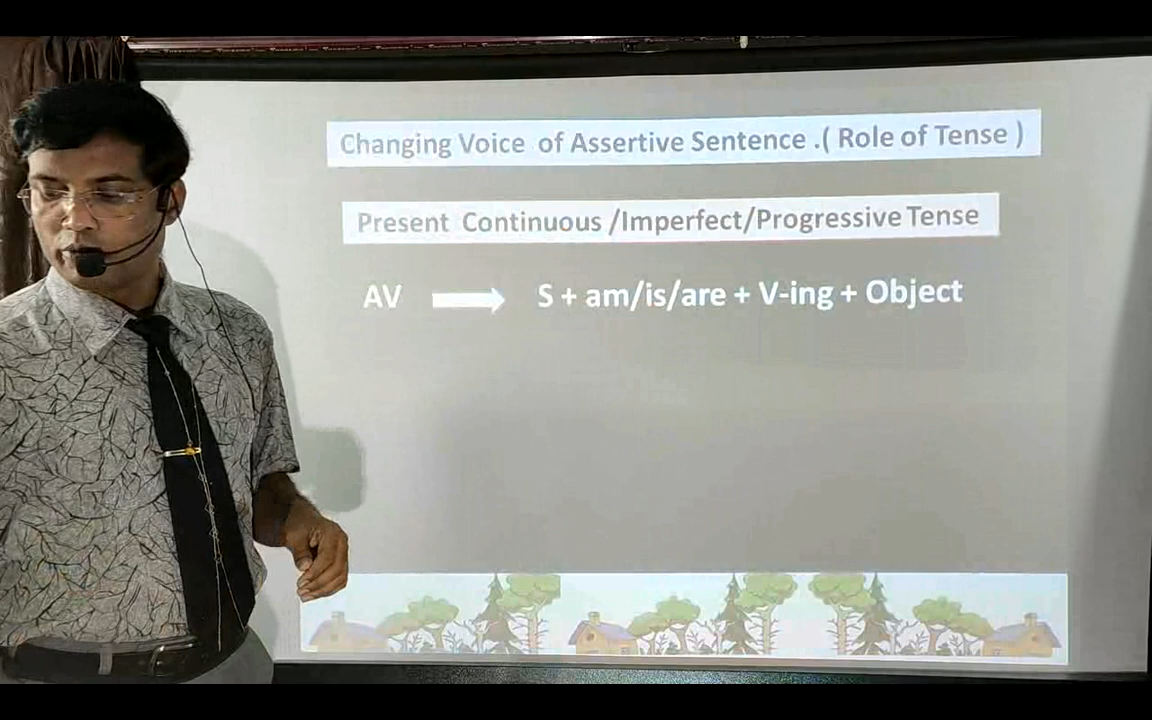 Changing Voice of Assertive Sentence .( Role of Tense )
Present Continuous /Imperfect/Progressive Tense
AV S + am/is/are + V-ing + Object